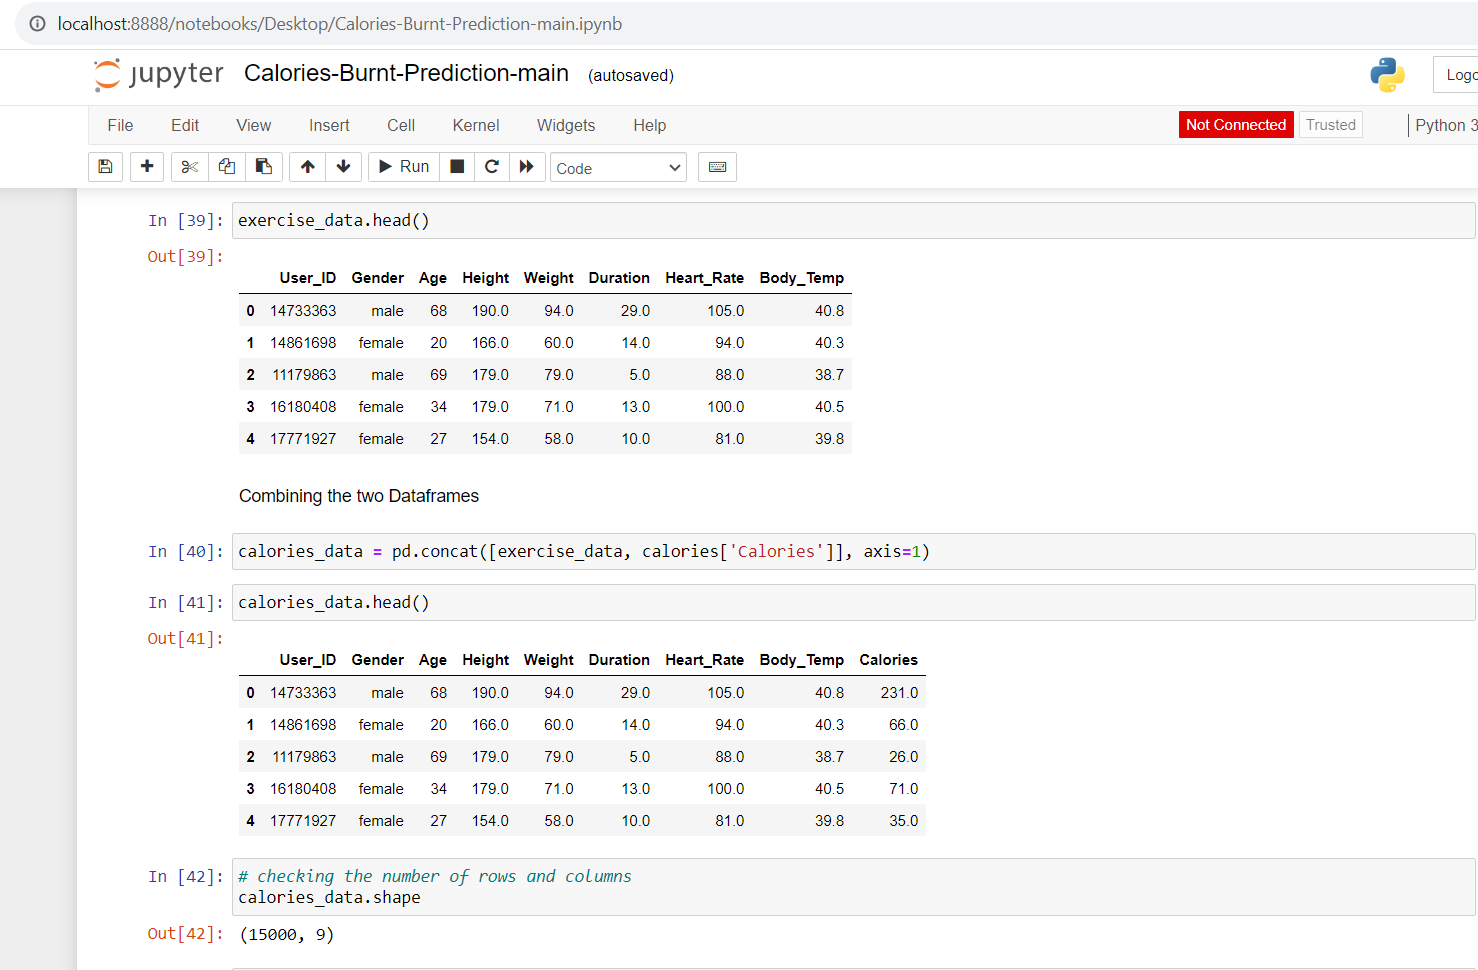 localhost:8888/notebooks/Desktop/Calories-Burnt-Prediction-main.ipynb
jupyter Calories-Burnt-Prediction-main (autosaved) Logo
File Edit View Insert Cell Kernel Widgets Help Not Connected Trusted Python 3
Run Code
In [39]: exercise_data.head()
Out[39]:
User_ID Gender Age Height Weight Duration Heart_Rate Body_Temp
0 14733363 male 68 190.0 94.0 29.0 105.0 40.8
1 14861698 female 20 166.0 60.0 14.0 94.0 40.3
2 11179863 male 69 179.0 79.0 5.0 88.0 38.7
3 16180408 female 34 179.0 71.0 13.0 100.0 40.5
4 17771927 female 27 154.0 58.0 10.0 81.0 39.8
Combining the two Dataframes
In [40]: calories_data = pd.concat([exercise_data, calories['Calories']], axis=1)
In [41]: calories_data.head()
Out[41]:
User_ID Gender Age Height Weight Duration Heart_Rate Body_Temp Calories
0 14733363 male 68 190.0 94.0 29.0 105.0 40.8 231.0
1 14861698 female 20 166.0 60.0 14.0 94.0 40.3 66.0
2 11179863 male 69 179.0 79.0 5.0 88.0 38.7 26.0
3 16180408 female 34 179.0 71.0 13.0 100.0 40.5 71.0
4 17771927 female 27 154.0 58.0 10.0 81.0 39.8 35.0
In [42]: # checking the number of rows and columns
calories_data.shape
Out[42]: (15000, 9)